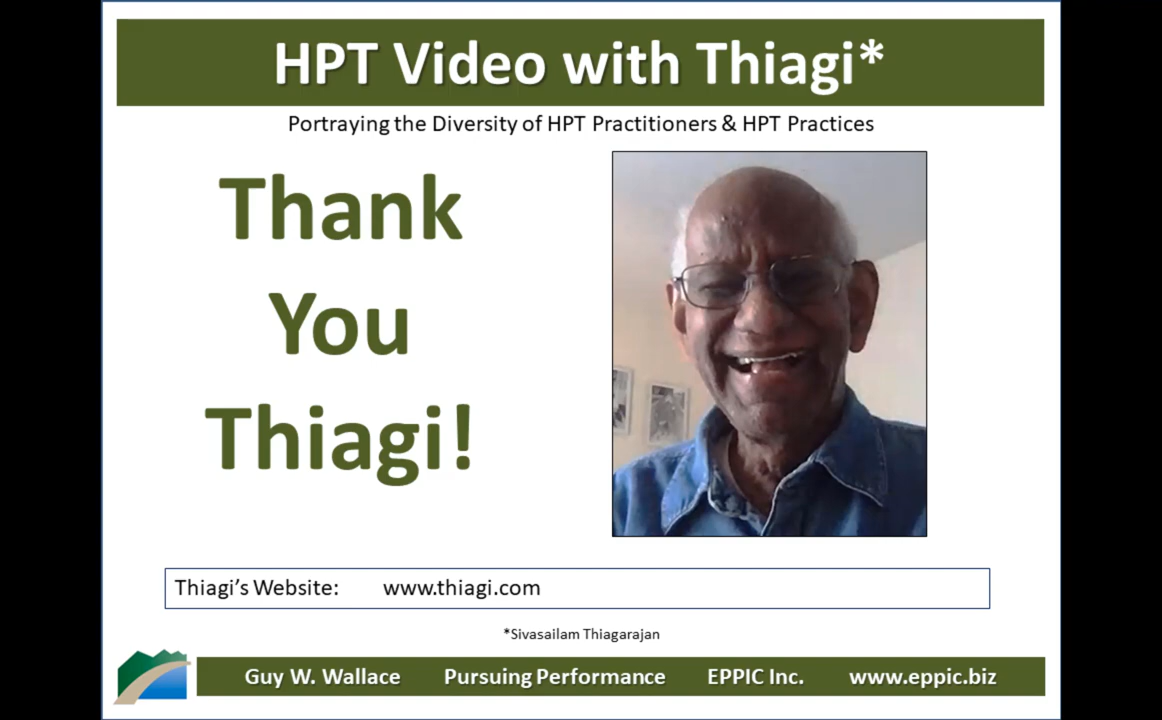 HPT Video with Thiagi*
Portraying the Diversity of HPT Practitioners & HPT Practices
Thank
You
Thiagi!
Thiagi’s Website: www.thiagi.com
*Sivasailam Thiagarajan
Guy W. Wallace Pursuing Performance EPPIC Inc. www.eppic.biz